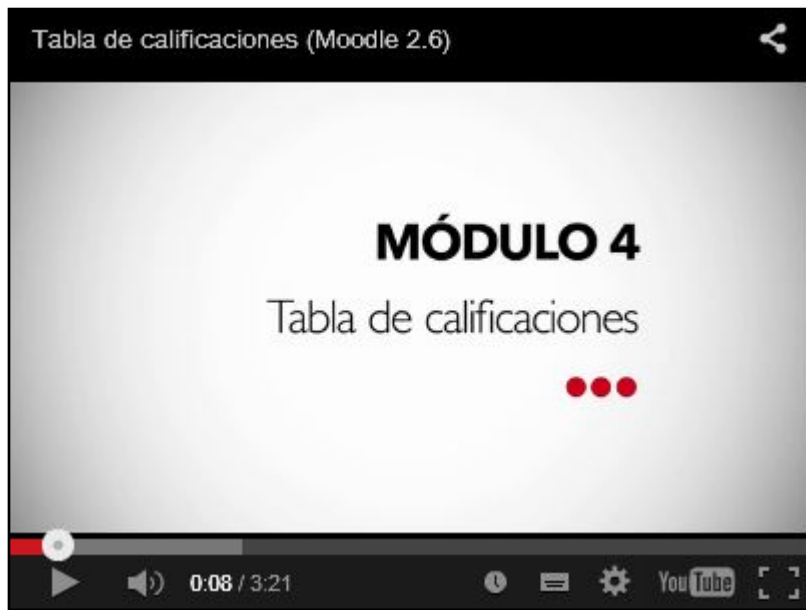 Tabla de calificaciones (Moodle 2.6)
MÓDULO 4
Tabla de calificaciones
0:08 / 3:21
YouTube